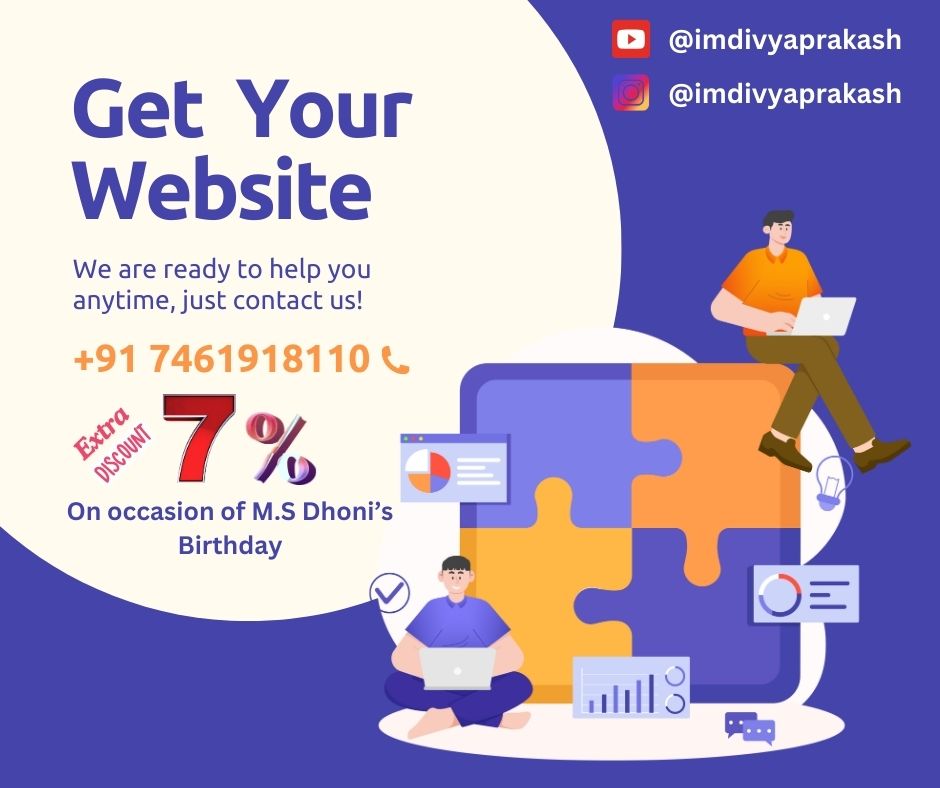 @imdivyaprakash
@imdivyaprakash
Get Your
Website
We are ready to help you
anytime, just contact us!
+91 7461918110
Extra
DISCOUNT
7%
On occasion of M.S Dhoni’s
Birthday